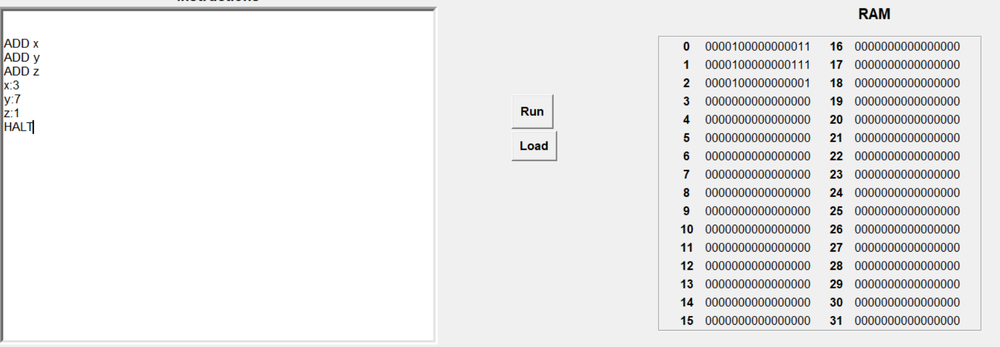 Instructions
ADD x
ADD y
ADD z
x:3
y:7
z:1
HALT
Run
Load
RAM
0 0000100000000011 16 0000000000000000
1 0000100000000111 17 0000000000000000
2 0000100000000001 18 0000000000000000
3 0000000000000000 19 0000000000000000
4 0000000000000000 20 0000000000000000
5 0000000000000000 21 0000000000000000
6 0000000000000000 22 0000000000000000
7 0000000000000000 23 0000000000000000
8 0000000000000000 24 0000000000000000
9 0000000000000000 25 0000000000000000
10 0000000000000000 26 0000000000000000
11 0000000000000000 27 0000000000000000
12 0000000000000000 28 0000000000000000
13 0000000000000000 29 0000000000000000
14 0000000000000000 30 0000000000000000
15 0000000000000000 31 0000000000000000